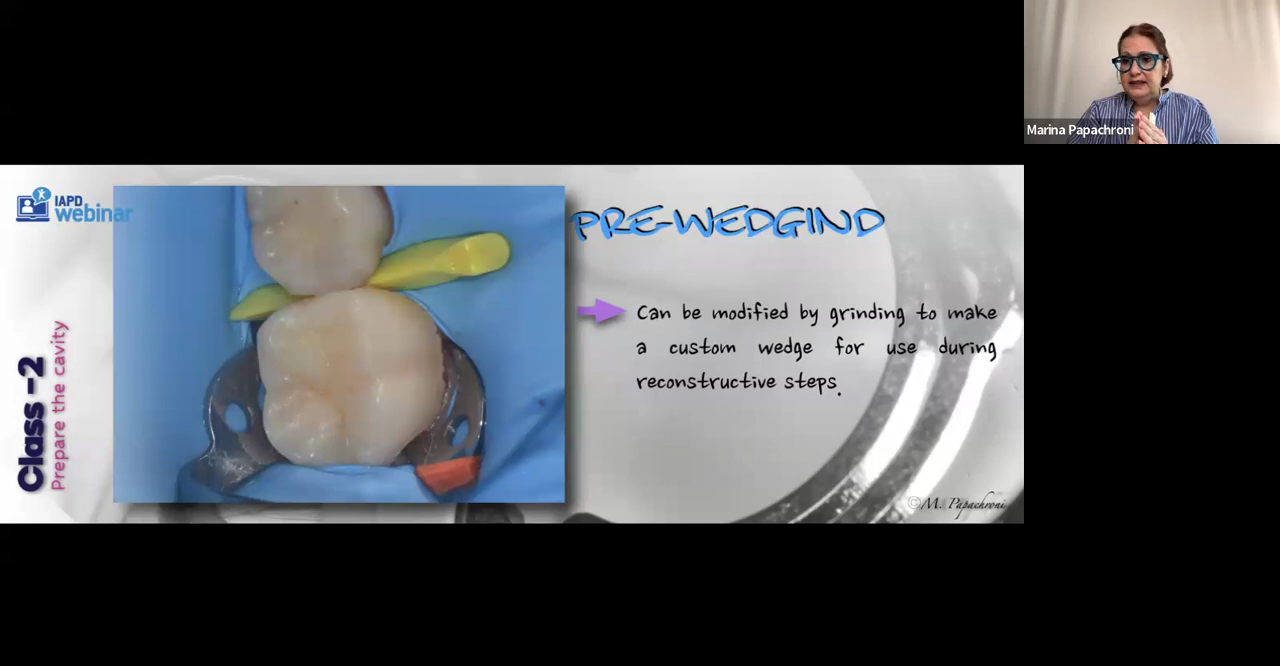 Marina Papachroni
IAPD
webinar
PRE-WEDGIND
Can be modified by grinding to make
a custom wedge for use during
reconstructive steps.
Class -2
Prepare the cavity
©M. Papachroni